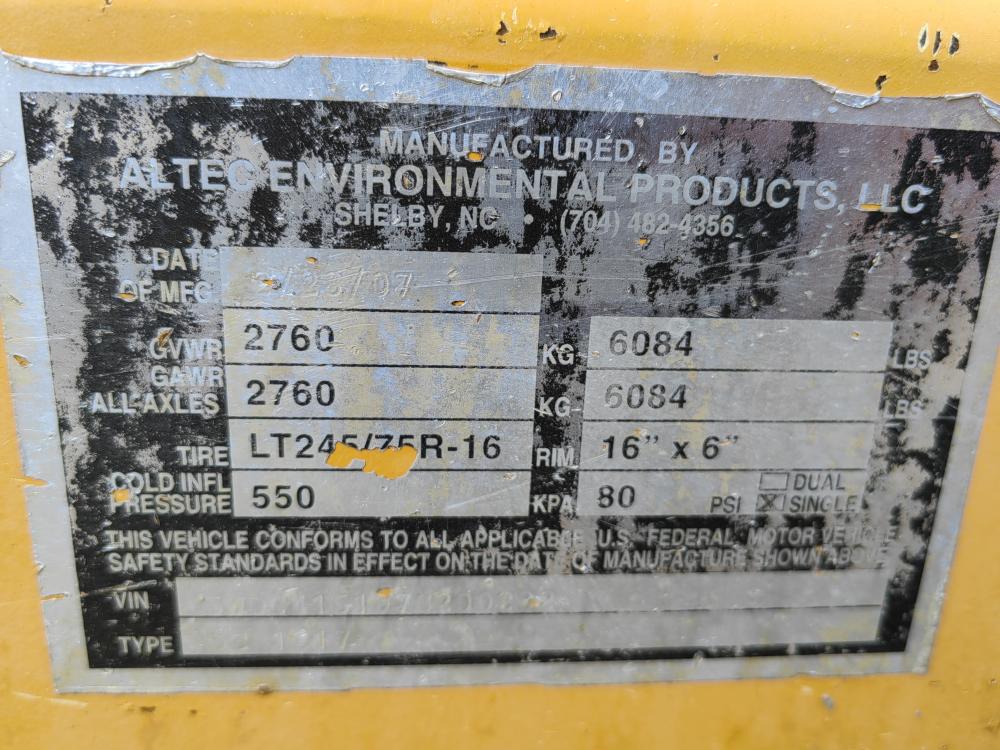 MANUFACTURED BY
ALTEC ENVIRONMENTAL PRODUCTS, LLC
SHELBY, NC • (704) 482-4356
DATE
OF MFG
GVWR 2760 KG 6084 LBS
GAWR
ALL AXLES 2760 KG 6084 LBS
TIRE LT245/75R-16 RIM 16" x 6"
COLD INFL
PRESSURE 550 KPA 80 PSI DUAL
SINGLE
THIS VEHICLE CONFORMS TO ALL APPLICABLE U.S. FEDERAL MOTOR VEHICLE
SAFETY STANDARDS IN EFFECT ON THE DATE OF MANUFACTURE SHOWN ABOVE
VIN
TYPE